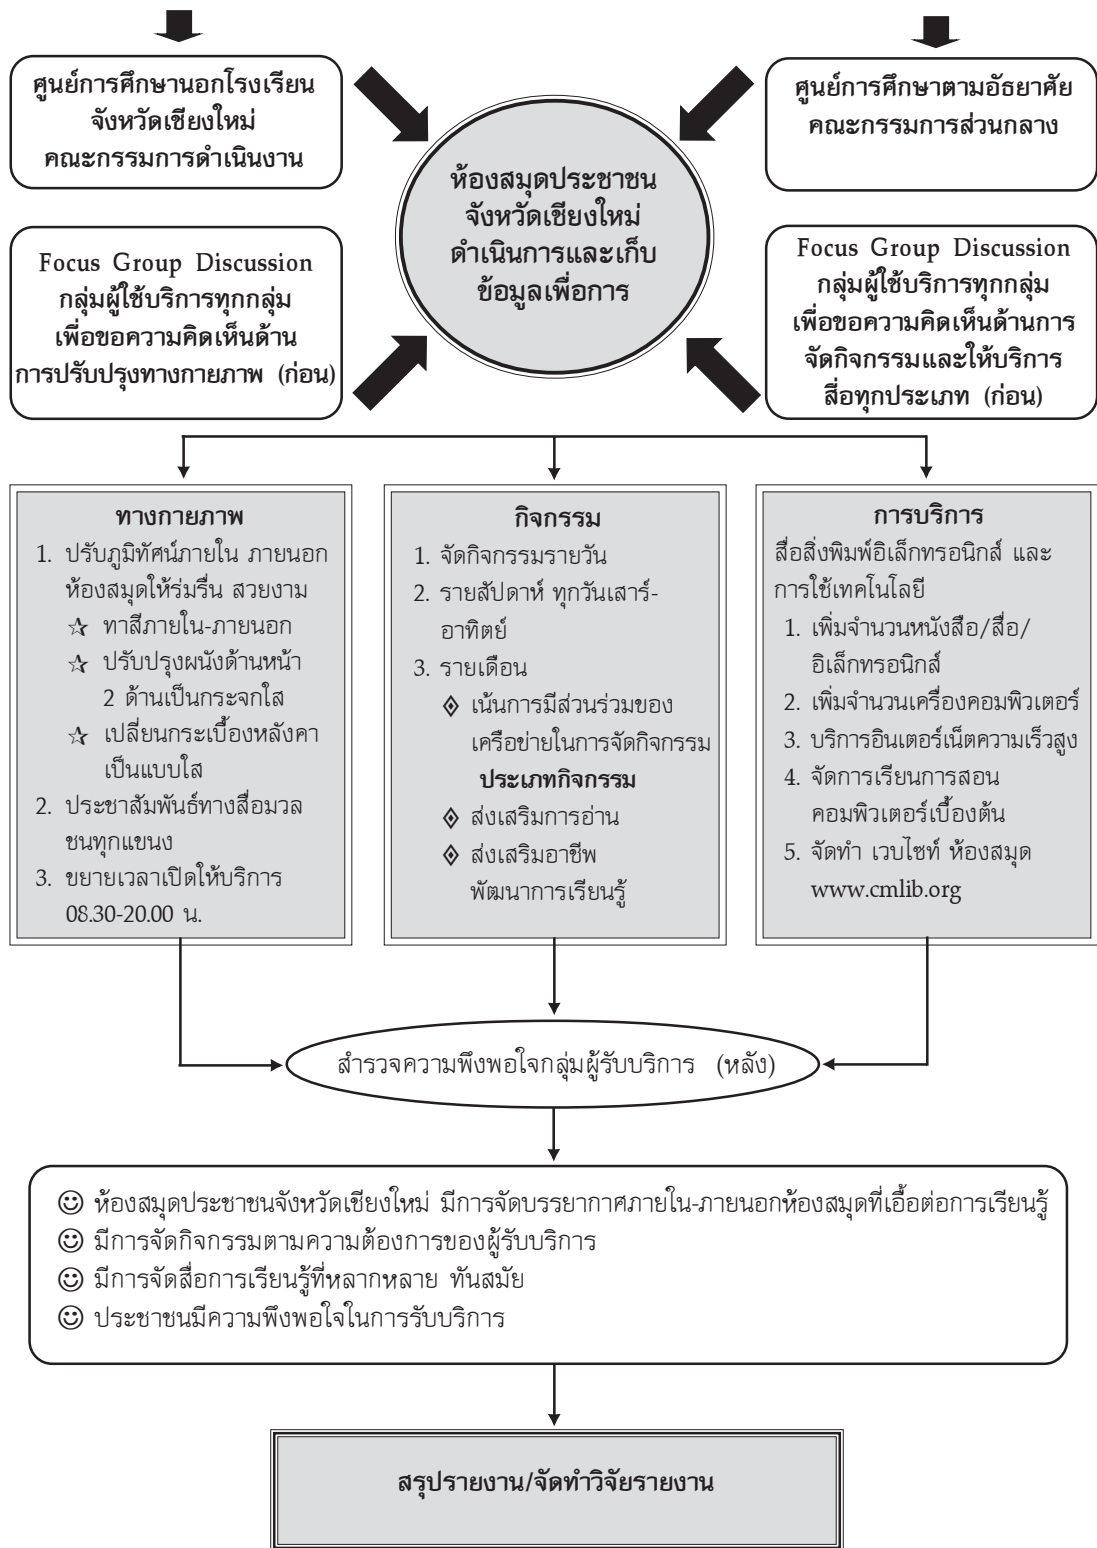 ศูนย์การศึกษานอกโรงเรียน
จังหวัดเชียงใหม่
คณะกรรมการดำเนินงาน
ศูนย์การศึกษาตามอัธยาศัย
คณะกรรมการส่วนกลาง
ห้องสมุดประชาชน
จังหวัดเชียงใหม่
ดำเนินการและเก็บ
ข้อมูลเพื่อการ
Focus Group Discussion
กลุ่มผู้ใช้บริการทุกกลุ่ม
เพื่อขอความคิดเห็นด้าน
การปรับปรุงทางกายภาพ (ก่อน)
Focus Group Discussion
กลุ่มผู้ใช้บริการทุกกลุ่ม
เพื่อขอความคิดเห็นด้านการ
จัดกิจกรรมและให้บริการ
สื่อทุกประเภท (ก่อน)
ทางกายภาพ
1. ปรับภูมิทัศน์ภายใน ภายนอก
ห้องสมุดให้ร่มรื่น สวยงาม
☆ ทาสีภายใน-ภายนอก
☆ ปรับปรุงผนังด้านหน้า
2 ด้านเป็นกระจกใส
☆ เปลี่ยนกระเบื้องหลังคา
เป็นแบบใส
2. ประชาสัมพันธ์ทางสื่อมวล
ชนทุกแขนง
3. ขยายเวลาเปิดให้บริการ
08.30-20.00 น.
กิจกรรม
1. จัดกิจกรรมรายวัน
2. รายสัปดาห์ ทุกวันเสาร์-
อาทิตย์
3. รายเดือน
◈ เน้นการมีส่วนร่วมของ
เครือข่ายในการจัดกิจกรรม
ประเภทกิจกรรม
◈ ส่งเสริมการอ่าน
◈ ส่งเสริมอาชีพ
พัฒนาการเรียนรู้
การบริการ
สื่อสิ่งพิมพ์อิเล็กทรอนิกส์ และ
การใช้เทคโนโลยี
1. เพิ่มจำนวนหนังสือ/สื่อ/
อิเล็กทรอนิกส์
2. เพิ่มจำนวนเครื่องคอมพิวเตอร์
3. บริการอินเตอร์เน็ตความเร็วสูง
4. จัดการเรียนการสอน
คอมพิวเตอร์เบื้องต้น
5. จัดทำ เวบไซท์ ห้องสมุด
www.cmlib.org
สำรวจความพึงพอใจกลุ่มผู้รับบริการ (หลัง)
☺ ห้องสมุดประชาชนจังหวัดเชียงใหม่ มีการจัดบรรยากาศภายใน-ภายนอกห้องสมุดที่เอื้อต่อการเรียนรู้
☺ มีการจัดกิจกรรมตามความต้องการของผู้รับบริการ
☺ มีการจัดสื่อการเรียนรู้ที่หลากหลาย ทันสมัย
☺ ประชาชนมีความพึงพอใจในการรับบริการ
สรุปรายงาน/จัดทำวิจัยรายงาน